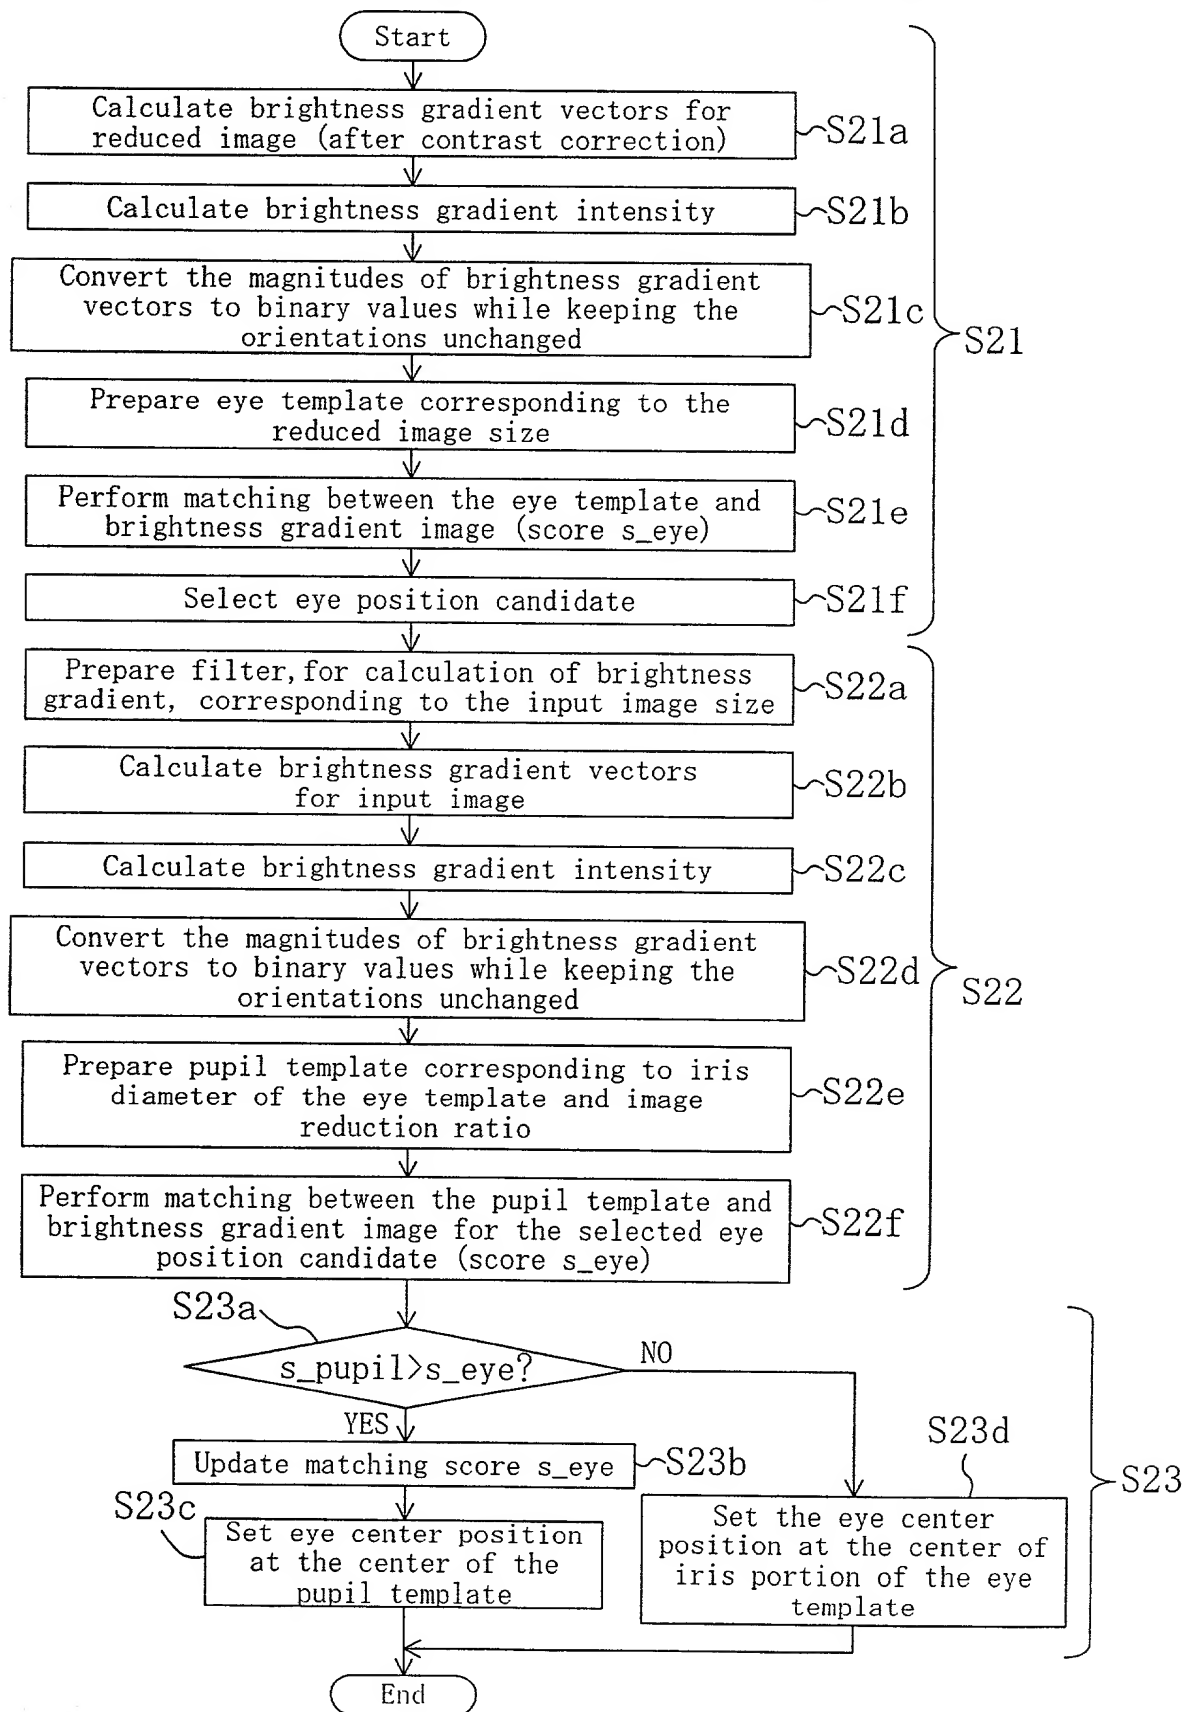 Start
Calculate brightness gradient vectors for
reduced image (after contrast correction)
S21a
Calculate brightness gradient intensity
S21b
Convert the magnitudes of brightness gradient
vectors to binary values while keeping the
orientations unchanged
S21c
S21
Prepare eye template corresponding to the
reduced image size
S21d
Perform matching between the eye template and
brightness gradient image (score s_eye)
S21e
Select eye position candidate
S21f
Prepare filter, for calculation of brightness
gradient, corresponding to the input image size
S22a
Calculate brightness gradient vectors
for input image
S22b
Calculate brightness gradient intensity
S22c
Convert the magnitudes of brightness gradient
vectors to binary values while keeping the
orientations unchanged
S22d
S22
Prepare pupil template corresponding to iris
diameter of the eye template and image
reduction ratio
S22e
Perform matching between the pupil template and
brightness gradient image for the selected eye
position candidate (score s_eye)
S22f
S23a
s_pupil>s_eye?
NO
YES
Update matching score s_eye
S23b
S23d
S23
S23c
Set eye center position
at the center of the
pupil template
Set the eye center
position at the center of
iris portion of the eye
template
End